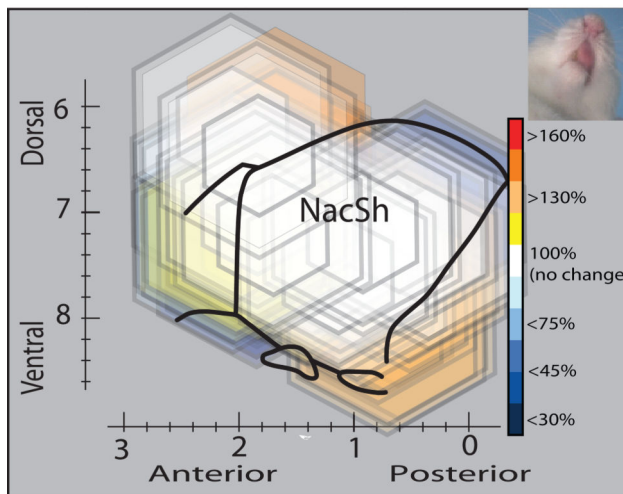 Dorsal
Ventral
6
7
8
NacSh
>160%
>130%
100%
(no change
<75%
<45%
<30%
3
2
1
0
Anterior
Posterior